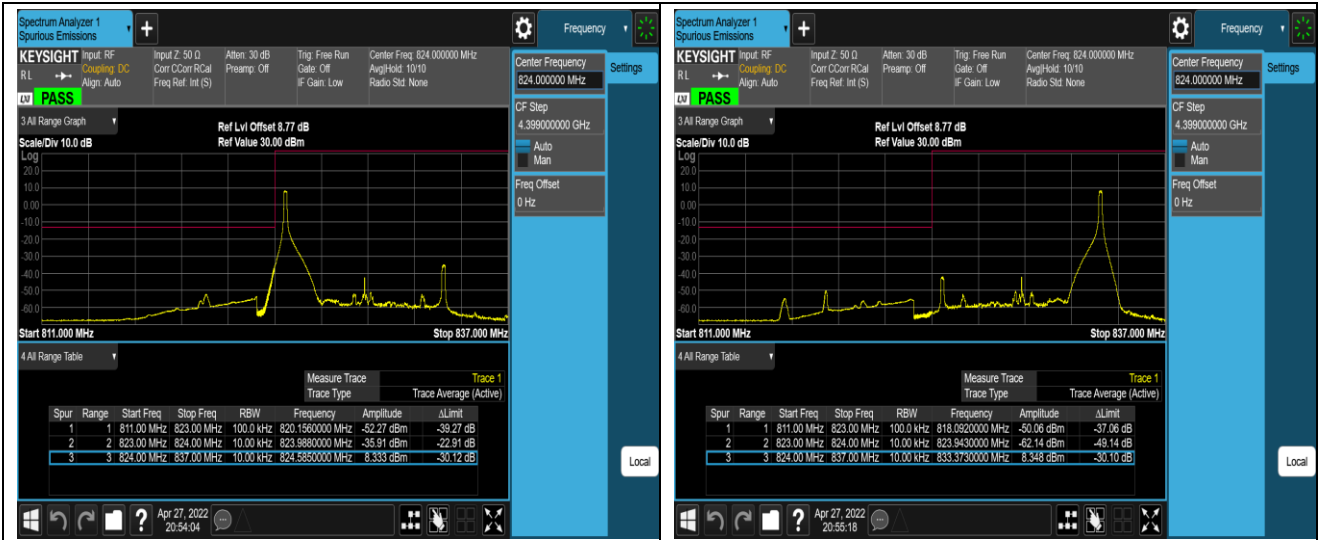 Spectrum Analyzer 1
Spurious Emissions
+
Frequency
KEYSIGHT Input: RF Input Z: 50 Ω Atten: 30 dB Trig: Free Run Center Freq: 824.000000 MHz
Coupling: DC Corr CCorr RCal Preamp: Off Gate: Off Avg|Hold: 10/10
RL Align: Auto Freq Ref: Int (S) IF Gain: Low Radio Std: None
PASS
Center Frequency
824.000000 MHz
Settings
CF Step
4.399000000 GHz
Auto
Man
Freq Offset
0 Hz
3 All Range Graph
Ref Lvl Offset 8.77 dB
Scale/Div 10.0 dB Ref Value 30.00 dBm
Log
20.0
10.0
0.00
-10.0
-20.0
-30.0
-40.0
-50.0
-60.0
Start 811.000 MHz Stop 837.000 MHz
4 All Range Table
Measure Trace Trace 1
Trace Type Trace Average (Active)
Spur Range Start Freq Stop Freq RBW Frequency Amplitude ΔLimit
1 1 811.00 MHz 823.00 MHz 100.0 kHz 820.1560000 MHz -52.27 dBm -39.27 dB
2 2 823.00 MHz 824.00 MHz 10.00 kHz 823.9880000 MHz -35.91 dBm -22.91 dB
3 3 824.00 MHz 837.00 MHz 10.00 kHz 824.5850000 MHz 8.333 dBm -30.12 dB
Local
?
Apr 27, 2022
20:54:04
Spectrum Analyzer 1
Spurious Emissions
+
Frequency
KEYSIGHT Input: RF Input Z: 50 Ω Atten: 30 dB Trig: Free Run Center Freq: 824.000000 MHz
Coupling: DC Corr CCorr RCal Preamp: Off Gate: Off Avg|Hold: 10/10
RL Align: Auto Freq Ref: Int (S) IF Gain: Low Radio Std: None
PASS
Center Frequency
824.000000 MHz
Settings
CF Step
4.399000000 GHz
Auto
Man
Freq Offset
0 Hz
3 All Range Graph
Ref Lvl Offset 8.77 dB
Scale/Div 10.0 dB Ref Value 30.00 dBm
Log
20.0
10.0
0.00
-10.0
-20.0
-30.0
-40.0
-50.0
-60.0
Start 811.000 MHz Stop 837.000 MHz
4 All Range Table
Measure Trace Trace 1
Trace Type Trace Average (Active)
Spur Range Start Freq Stop Freq RBW Frequency Amplitude ΔLimit
1 1 811.00 MHz 823.00 MHz 100.0 kHz 818.0920000 MHz -50.06 dBm -37.06 dB
2 2 823.00 MHz 824.00 MHz 10.00 kHz 823.9430000 MHz -62.14 dBm -49.14 dB
3 3 824.00 MHz 837.00 MHz 10.00 kHz 833.3730000 MHz 8.348 dBm -30.10 dB
Local
?
Apr 27, 2022
20:55:18